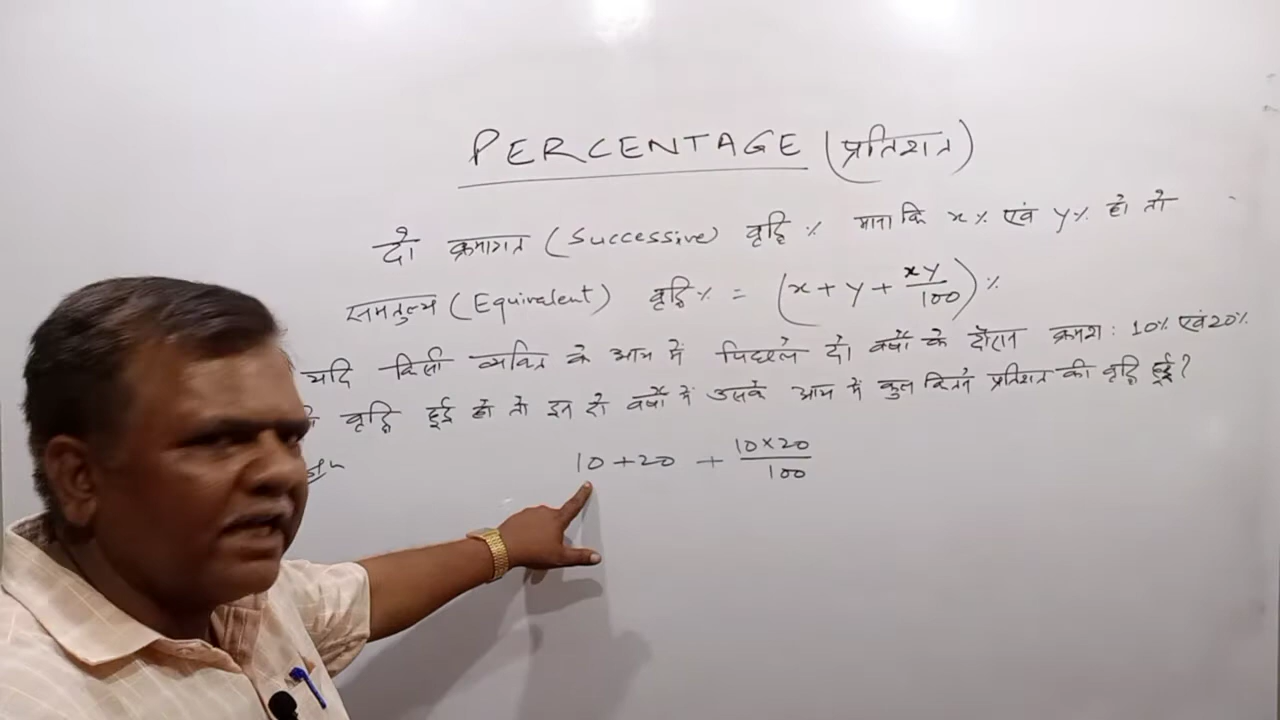 PERCENTAGE (प्रतिशत)
दो क्रमागत (Successive) वृद्धि % माना कि x% एवं y% हो तो
समतुल्य (Equivalent) वृद्धि % = (x + y + xy/100) %
यदि किसी व्यक्ति के आय में पिछले दो वर्षों के दौरान क्रमश: 10% एवं 20%
वृद्धि हुई हो तो इन दो वर्षों में उसके आय में कुल कितने प्रतिशत की वृद्धि हुई?
10 + 20 + 10×20/100